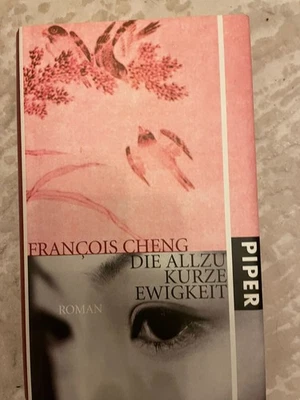 FRANÇOIS CHENG
DIE ALLZU
KURZE
EWIGKEIT
ROMAN
PIPER